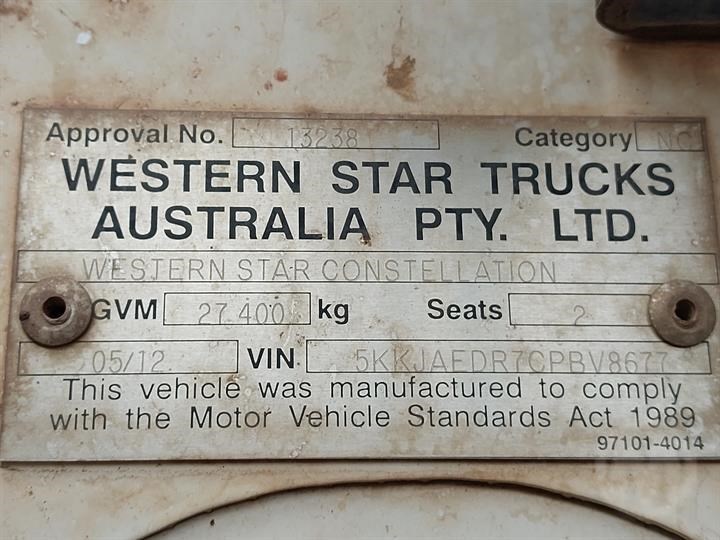 Approval No. 13238 Category NC
WESTERN STAR TRUCKS
AUSTRALIA PTY. LTD.
WESTERN STAR CONSTELLATION
GVM 27 400 kg Seats 2
05/12 VIN 5KKJAEDR7CPBV8677
This vehicle was manufactured to comply
with the Motor Vehicle Standards Act 1989
97101-4014